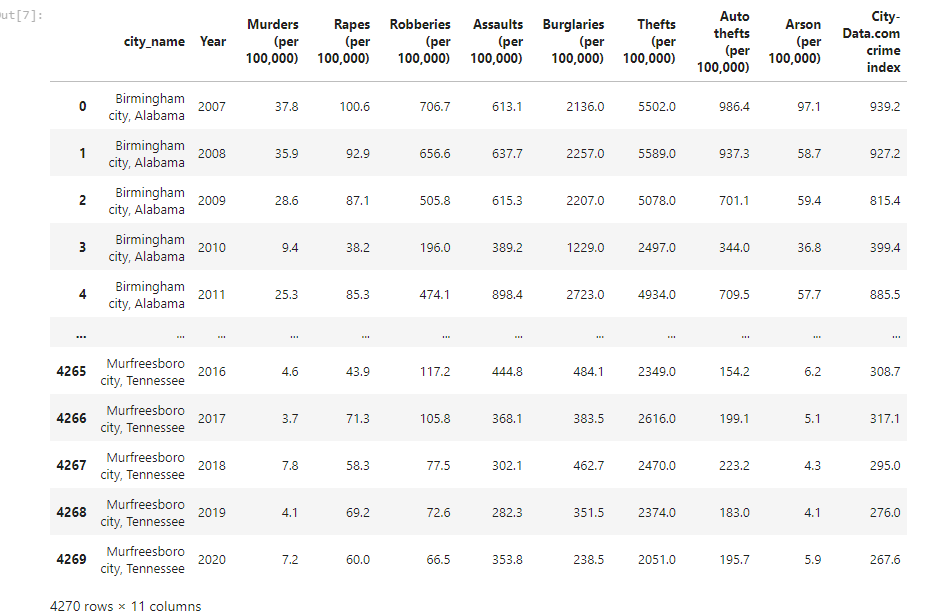 Out[7]:
city_name Year Murders (per 100,000) Rapes (per 100,000) Robberies (per 100,000) Assaults (per 100,000) Burglaries (per 100,000) Thefts (per 100,000) Auto thefts (per 100,000) Arson (per 100,000) City-Data.com crime index
0 Birmingham city, Alabama 2007 37.8 100.6 706.7 613.1 2136.0 5502.0 986.4 97.1 939.2
1 Birmingham city, Alabama 2008 35.9 92.9 656.6 637.7 2257.0 5589.0 937.3 58.7 927.2
2 Birmingham city, Alabama 2009 28.6 87.1 505.8 615.3 2207.0 5078.0 701.1 59.4 815.4
3 Birmingham city, Alabama 2010 9.4 38.2 196.0 389.2 1229.0 2497.0 344.0 36.8 399.4
4 Birmingham city, Alabama 2011 25.3 85.3 474.1 898.4 2723.0 4934.0 709.5 57.7 885.5
... ... ... ... ... ... ... ... ... ... ... ...
4265 Murfreesboro city, Tennessee 2016 4.6 43.9 117.2 444.8 484.1 2349.0 154.2 6.2 308.7
4266 Murfreesboro city, Tennessee 2017 3.7 71.3 105.8 368.1 383.5 2616.0 199.1 5.1 317.1
4267 Murfreesboro city, Tennessee 2018 7.8 58.3 77.5 302.1 462.7 2470.0 223.2 4.3 295.0
4268 Murfreesboro city, Tennessee 2019 4.1 69.2 72.6 282.3 351.5 2374.0 183.0 4.1 276.0
4269 Murfreesboro city, Tennessee 2020 7.2 60.0 66.5 353.8 238.5 2051.0 195.7 5.9 267.6
4270 rows × 11 columns